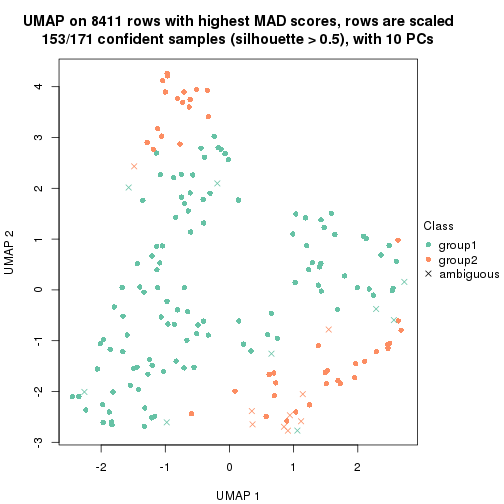 UMAP on 8411 rows with highest MAD scores, rows are scaled
153/171 confident samples (silhouette > 0.5), with 10 PCs
4
3
2
1
0
-1
-2
-3
UMAP 2
-2
-1
0
1
2
UMAP 1
Class
group1
group2
ambiguous